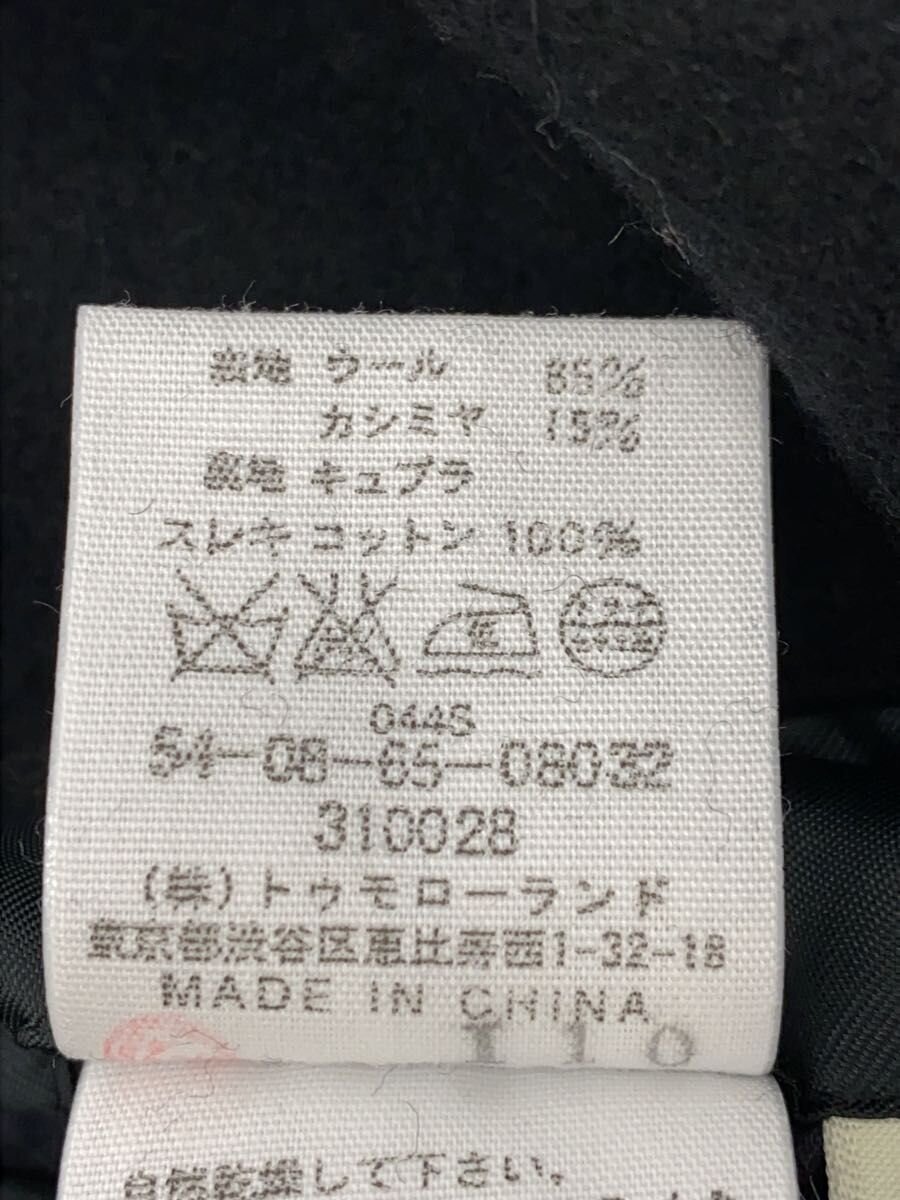 表地 ウール 85%
カシミヤ 15%
裏地 キュプラ
スレキ コットン 100%
044S
54-08-65-08032
310028
(株)トゥモローランド
東京都渋谷区恵比寿西1-32-18
MADE IN CHINA
110
自然乾燥して下さい。